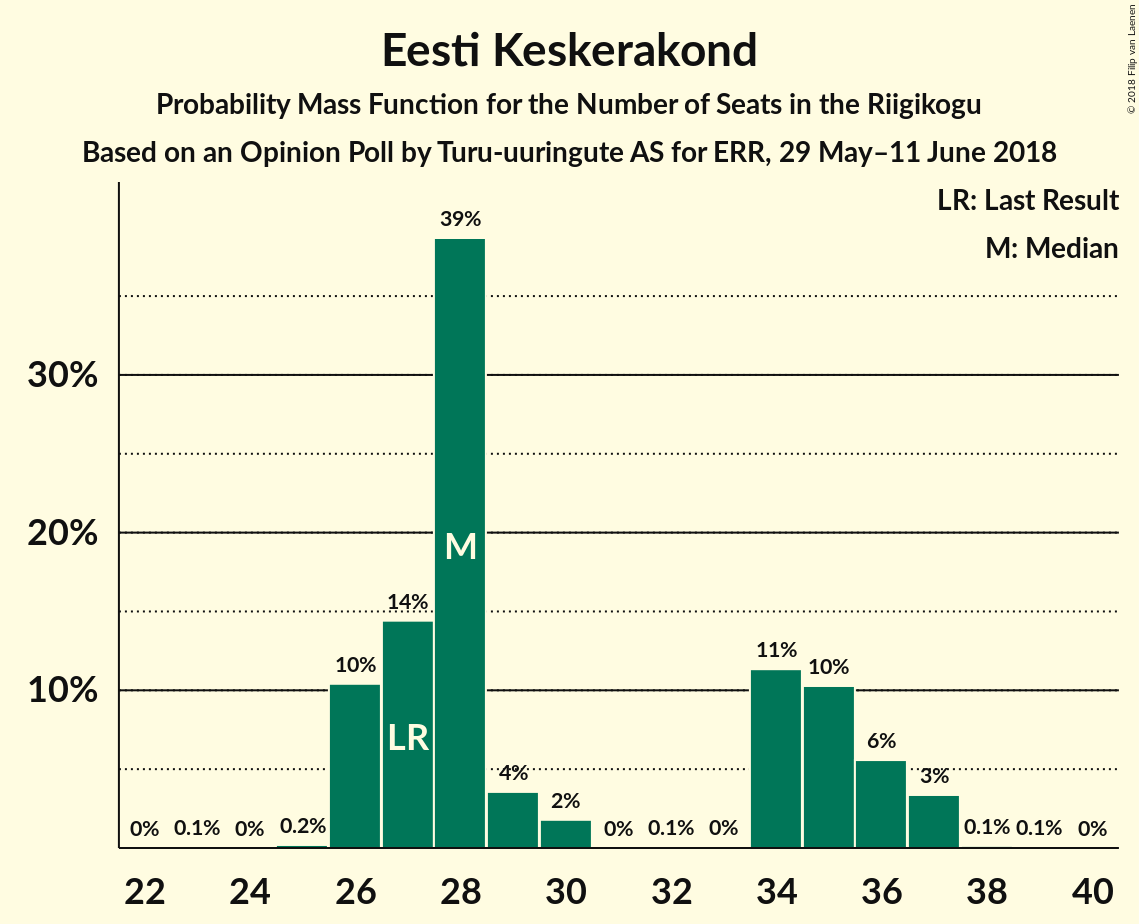 Eesti Keskerakond
Probability Mass Function for the Number of Seats in the Riigikogu
Based on an Opinion Poll by Turu-uuringute AS for ERR, 29 May–11 June 2018
© 2018 Filip van Laenen
LR: Last Result
M: Median
30%
20%
10%
0%
0.1%
0%
0.2%
10%
14%
39%
4%
2%
0%
0.1%
0%
11%
10%
6%
3%
0.1%
0.1%
0%
LR
M
22 24 26 28 30 32 34 36 38 40